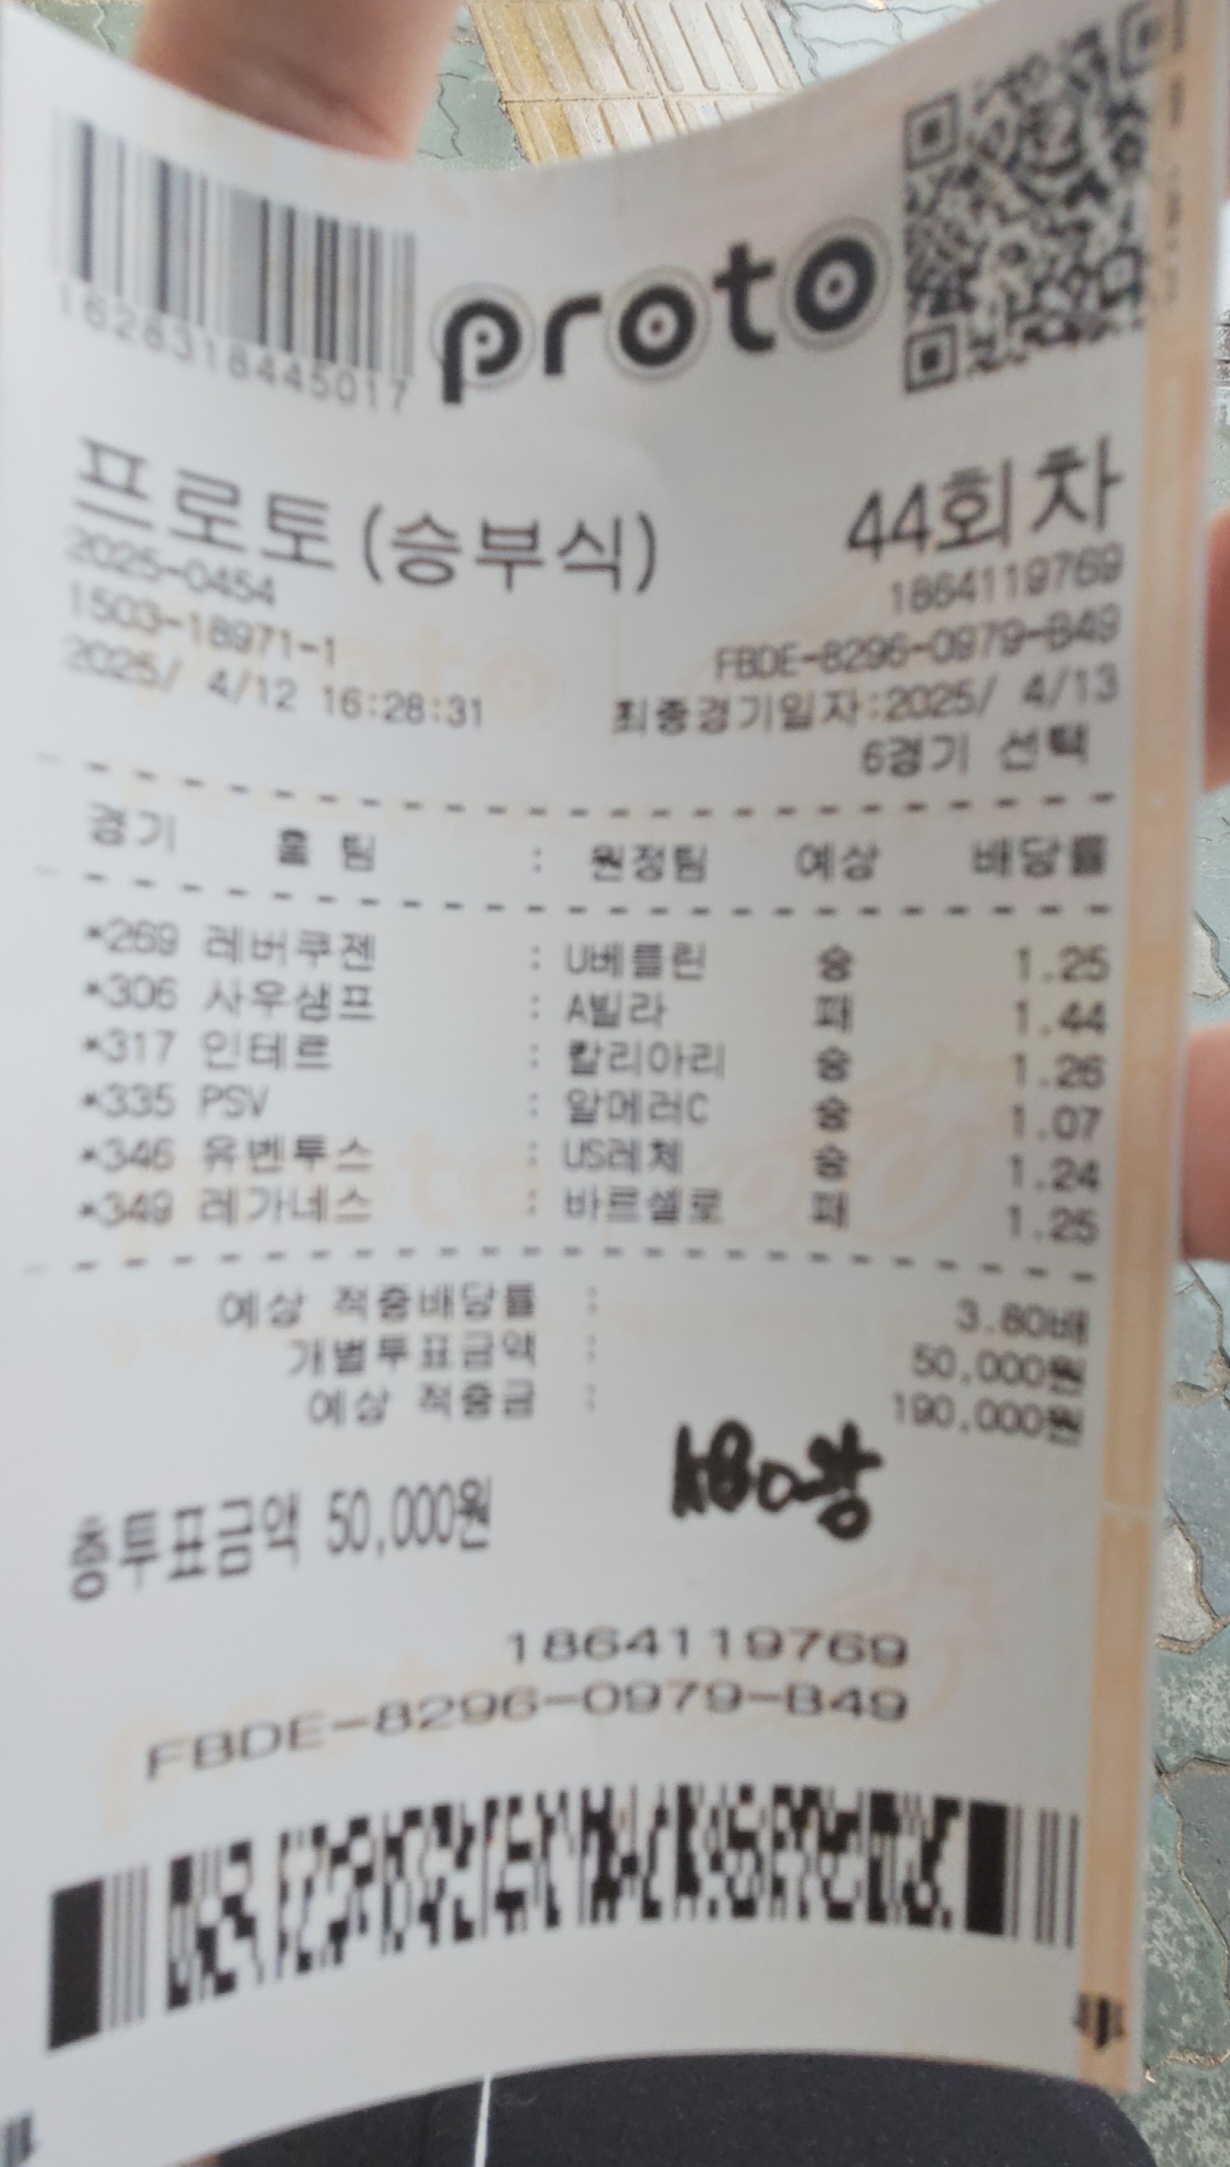 1628318445017
proto
프로토(승부식) 44회차
2025-0454 1864119769
1503-18971-1 FBDE-8296-0979-B49
2025/ 4/12 16:28:31 최종경기일자:2025/ 4/13
6경기 선택
경기 홈 팀 : 원정팀 예상 배당률
*269 레버쿠젠 : U베를린 승 1.25
*306 사우샘프 : A빌라 패 1.44
*317 인테르 : 칼리아리 승 1.26
*335 PSV : 알메러C 승 1.07
*346 유벤투스 : US레체 승 1.24
*349 레가네스 : 바르셀로 패 1.25
예상 적중배당률 : 3.80배
개별투표금액 : 50,000원
예상 적중금 : 190,000원
총투표금액 50,000원
1864119769
FBDE-8296-0979-B49